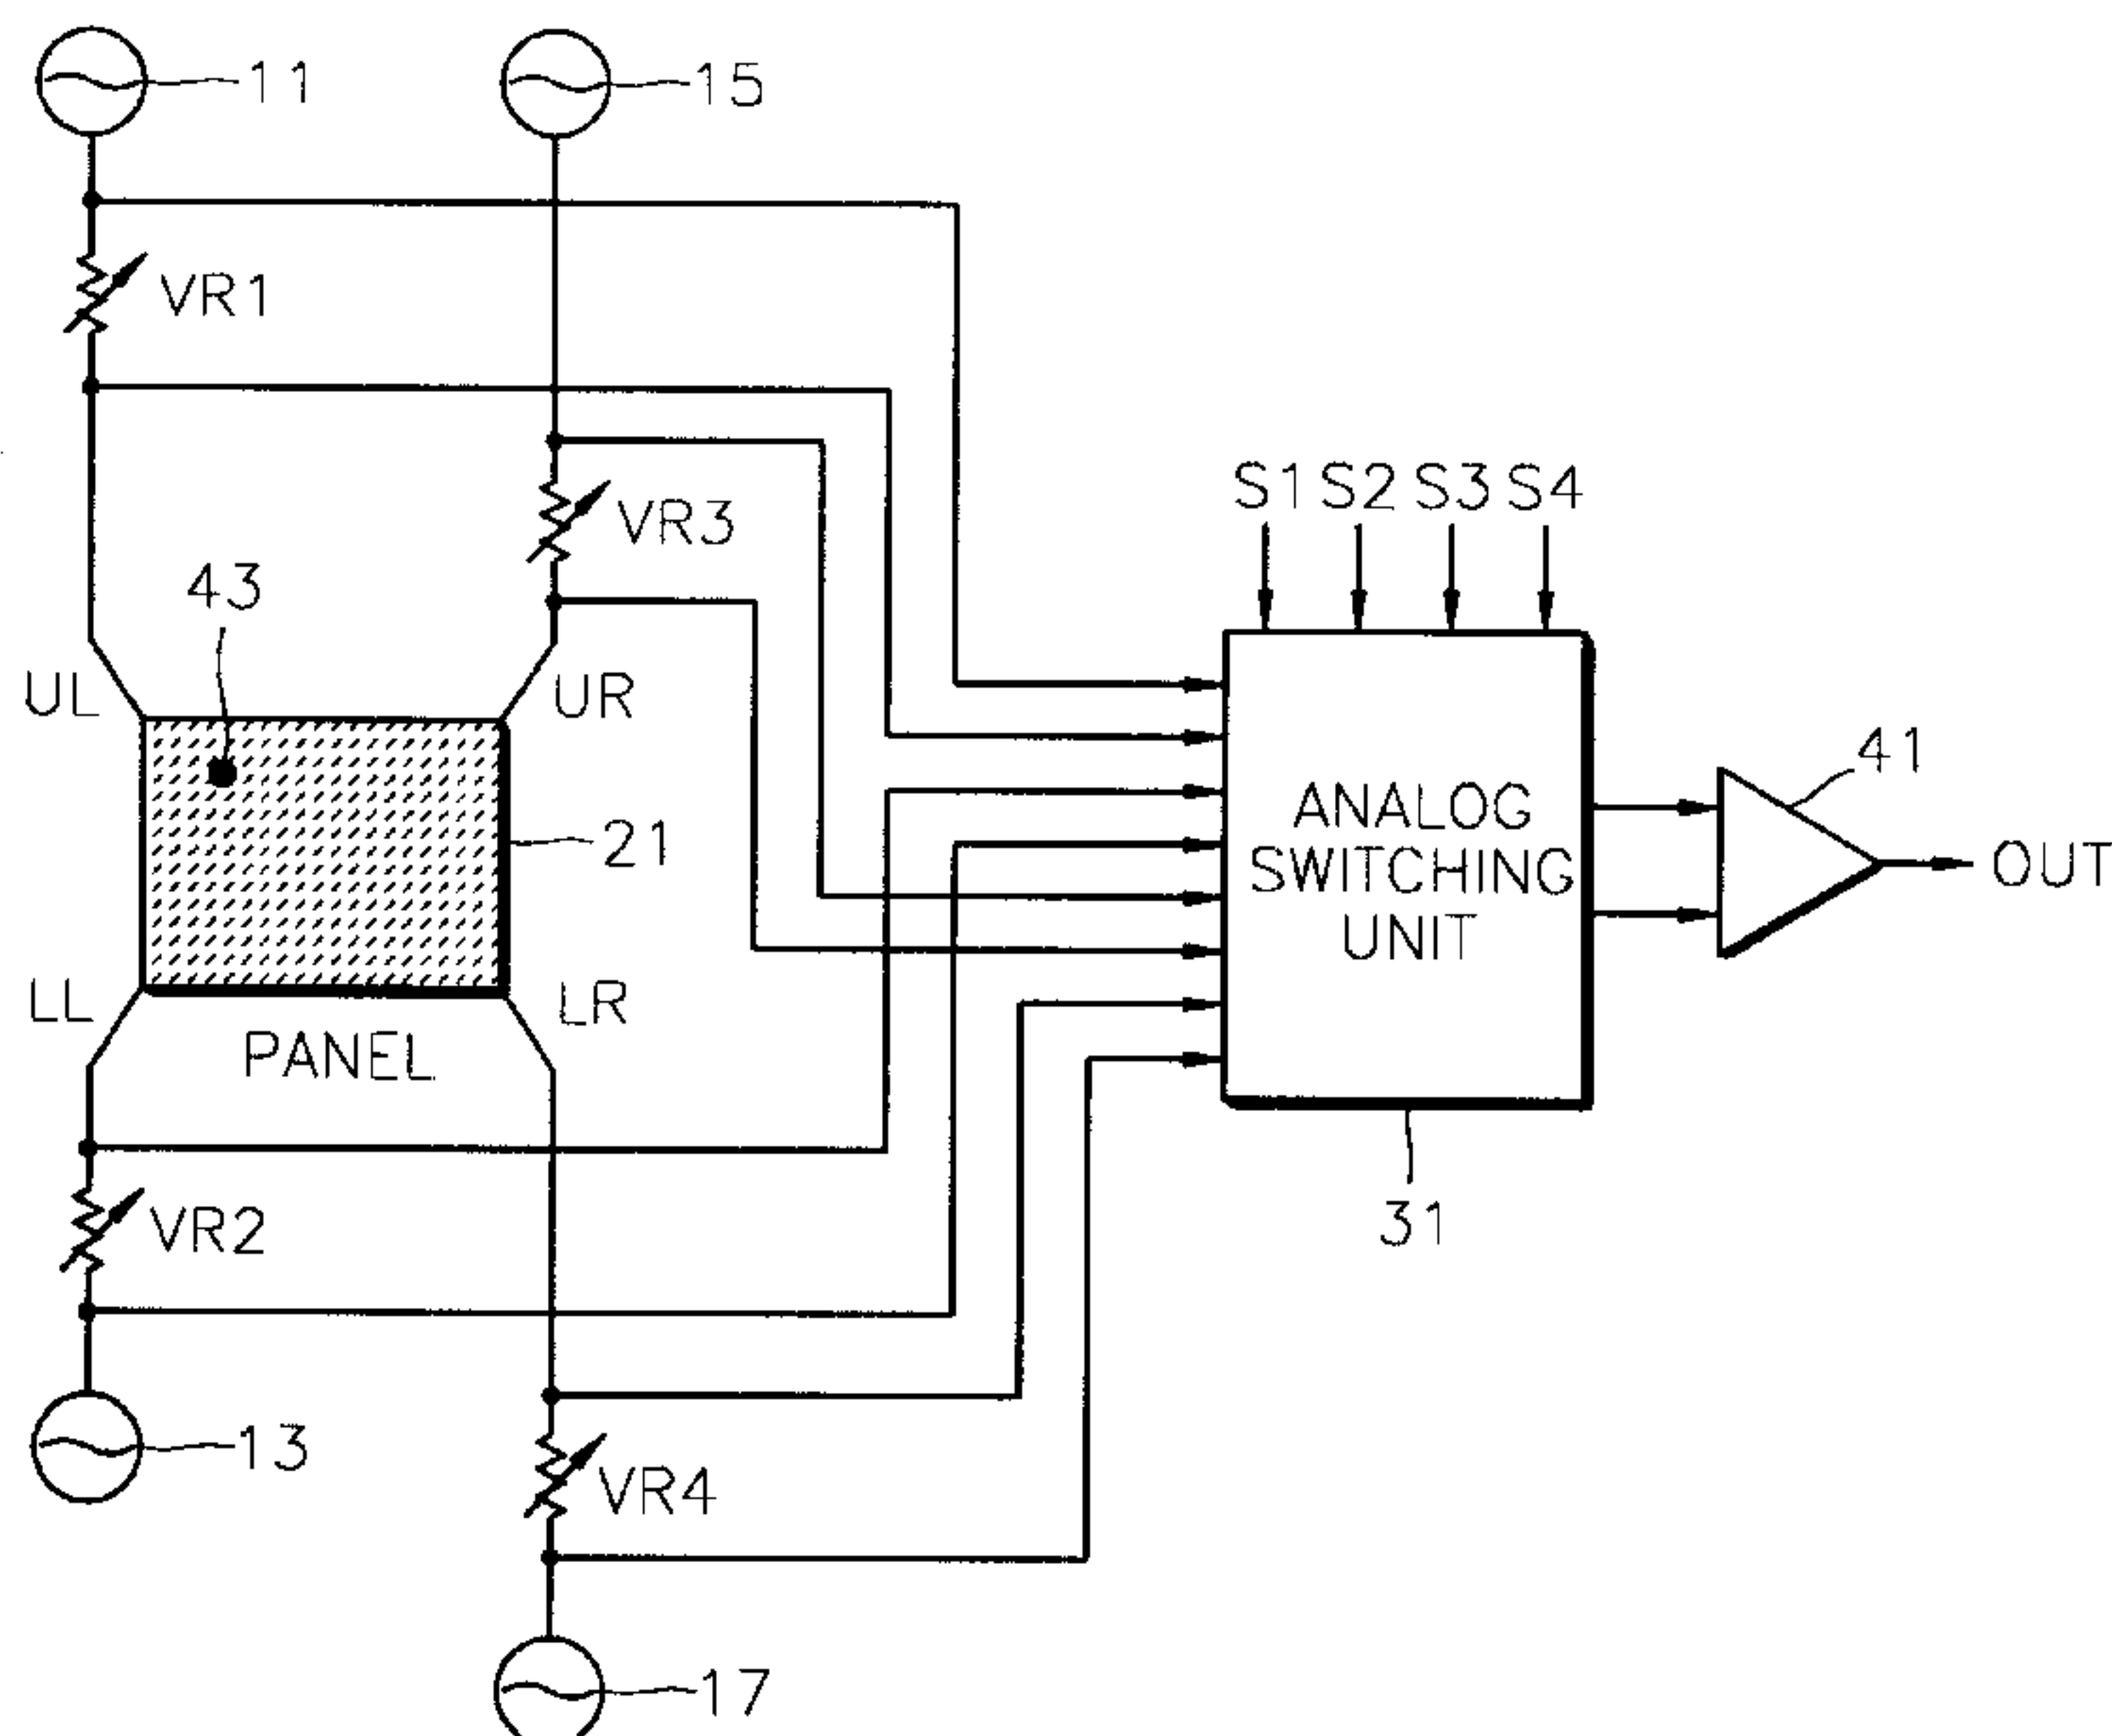 11
15
VR1
VR3
S1 S2 S3 S4
43
UL
UR
41
21
ANALOG
SWITCHING
UNIT
OUT
LL
LR
PANEL
VR2
31
13
VR4
17